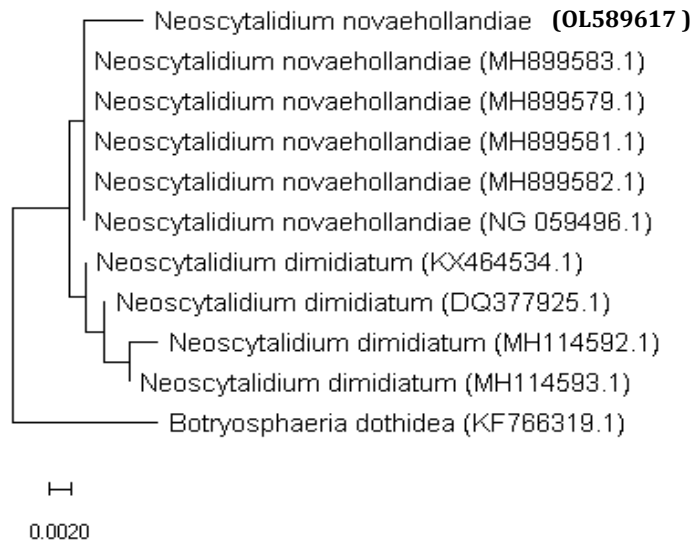 Neoscytalidium novaehollandiae (OL589617 )
Neoscytalidium novaehollandiae (MH899583.1)
Neoscytalidium novaehollandiae (MH899579.1)
Neoscytalidium novaehollandiae (MH899581.1)
Neoscytalidium novaehollandiae (MH899582.1)
Neoscytalidium novaehollandiae (NG 059496.1)
Neoscytalidium dimidiatum (KX464534.1)
Neoscytalidium dimidiatum (DQ377925.1)
Neoscytalidium dimidiatum (MH114592.1)
Neoscytalidium dimidiatum (MH114593.1)
Botryosphaeria dothidea (KF766319.1)
0.0020